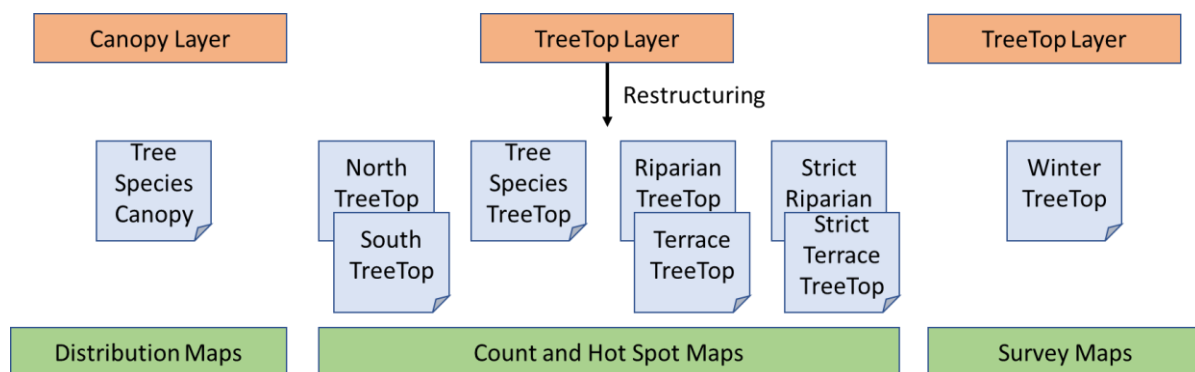 Canopy Layer
TreeTop Layer
TreeTop Layer
Restructuring
Tree
Species
Canopy
North
TreeTop
South
TreeTop
Tree
Species
TreeTop
Riparian
TreeTop
Terrace
TreeTop
Strict
Riparian
Strict
Terrace
TreeTop
Winter
TreeTop
Distribution Maps
Count and Hot Spot Maps
Survey Maps